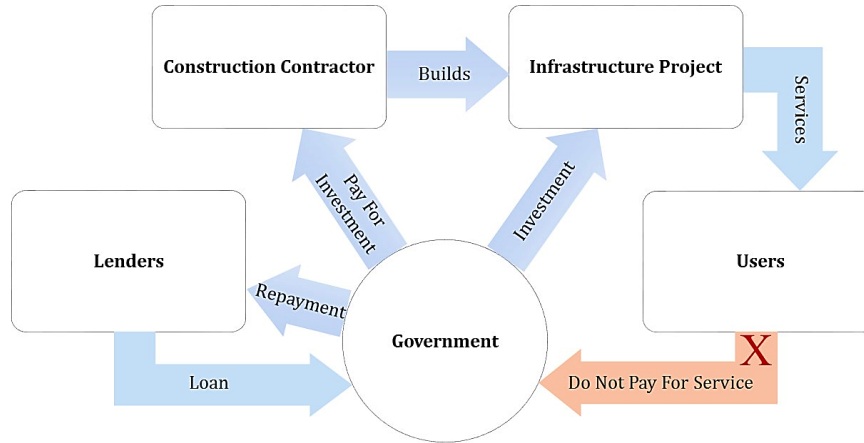 Construction Contractor
Builds
Infrastructure Project
Services
Pay For
Investment
Investment
Lenders
Users
Repayment
Government
X
Loan
Do Not Pay For Service